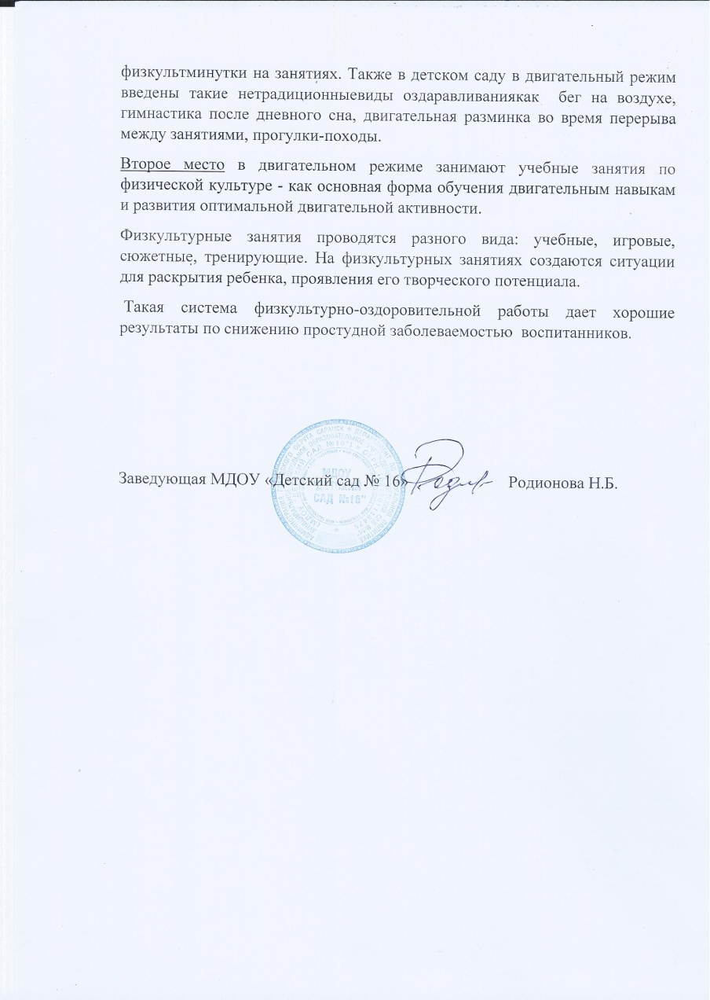 физкультминутки на занятиях. Также в детском саду в двигательный режим
введены такие нетрадиционныевиды оздаравливаниякак бег на воздухе,
гимнастика после дневного сна, двигательная разминка во время перерыва
между занятиями, прогулки-походы.
Второе место в двигательном режиме занимают учебные занятия по
физической культуре - как основная форма обучения двигательным навыкам
и развития оптимальной двигательной активности.
Физкультурные занятия проводятся разного вида: учебные, игровые,
сюжетные, тренирующие. На физкультурных занятиях создаются ситуации
для раскрытия ребенка, проявления его творческого потенциала.
Такая система физкультурно-оздоровительной работы дает хорошие
результаты по снижению простудной заболеваемостью воспитанников.
Заведующая МДОУ «Детский сад № 16» Родионова Н.Б.
МДОУ
"ДЕТСКИЙ
САД №16"